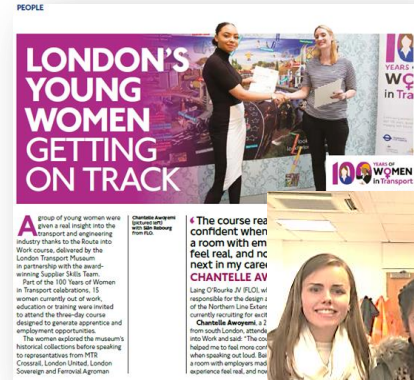 PEOPLE
LONDON'S
YOUNG
WOMEN
GETTING
ON TRACK
100
YEARS OF
WOMEN
in Transport
A group of young women were
given a real insight into the
transport and engineering
industry thanks to the Route into
Work course, delivered by the
London Transport Museum
in partnership with the award-
winning Supplier Skills Team.
Part of the 100 Years of Women
in Transport celebrations, 15
women currently out of work,
education or training were invited
to attend the three-day course
designed to generate apprentice and
employment opportunities.
The women explored the museum's
historical collections before speaking
to representatives from MTR
Crossrail, London United, London
Sovereign and Ferrovial Agroman
Chantelle Awoyemi
(pictured left)
with Siân Rebourg
from FLO.
‘The course rea
confident when
a room with em
feel real, and no
next in my caree
CHANTELLE AV
Laing O'Rourke JV (FLO), wh
responsible for the design a
of the Northern Line Extens
currently recruiting for excit
Chantelle Awoyemi, a 2
from south London, attende
into Work and said: “The cou
helped me to feel more conf
when speaking out loud. Bei
a room with employers mad
experience feel real, and now